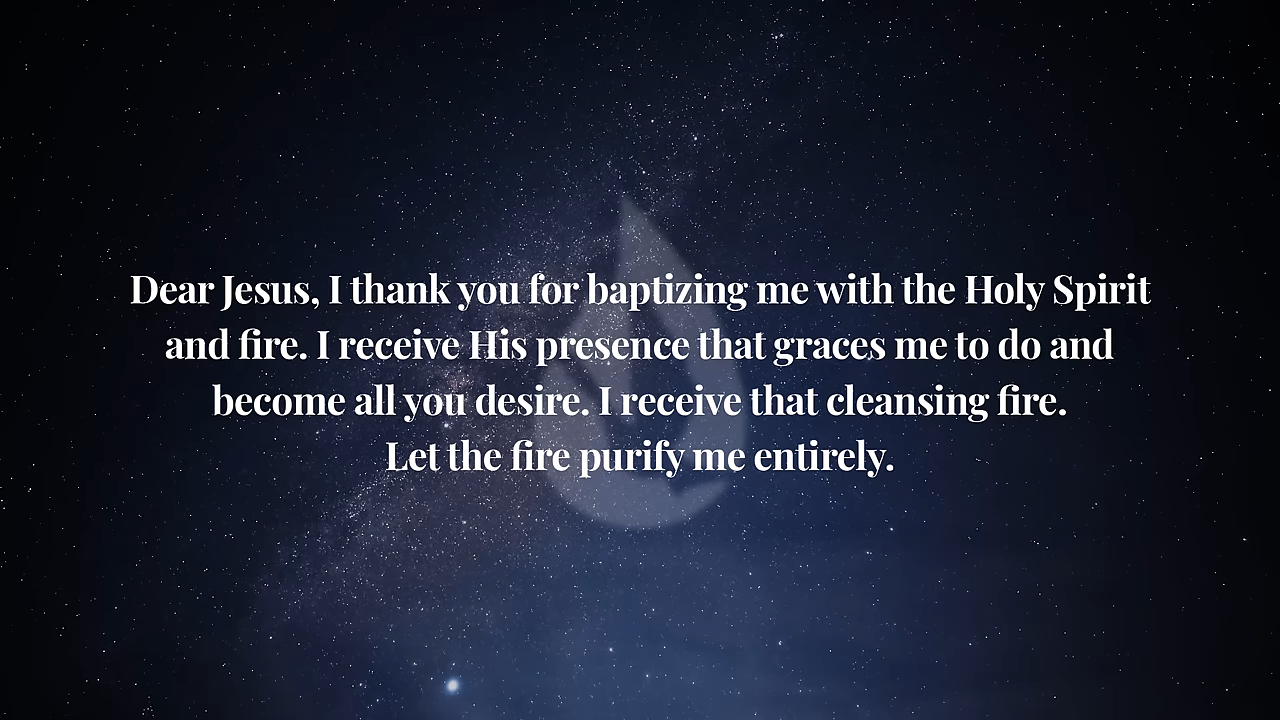 Dear Jesus, I thank you for baptizing me with the Holy Spirit
and fire. I receive His presence that graces me to do and
become all you desire. I receive that cleansing fire.
Let the fire purify me entirely.